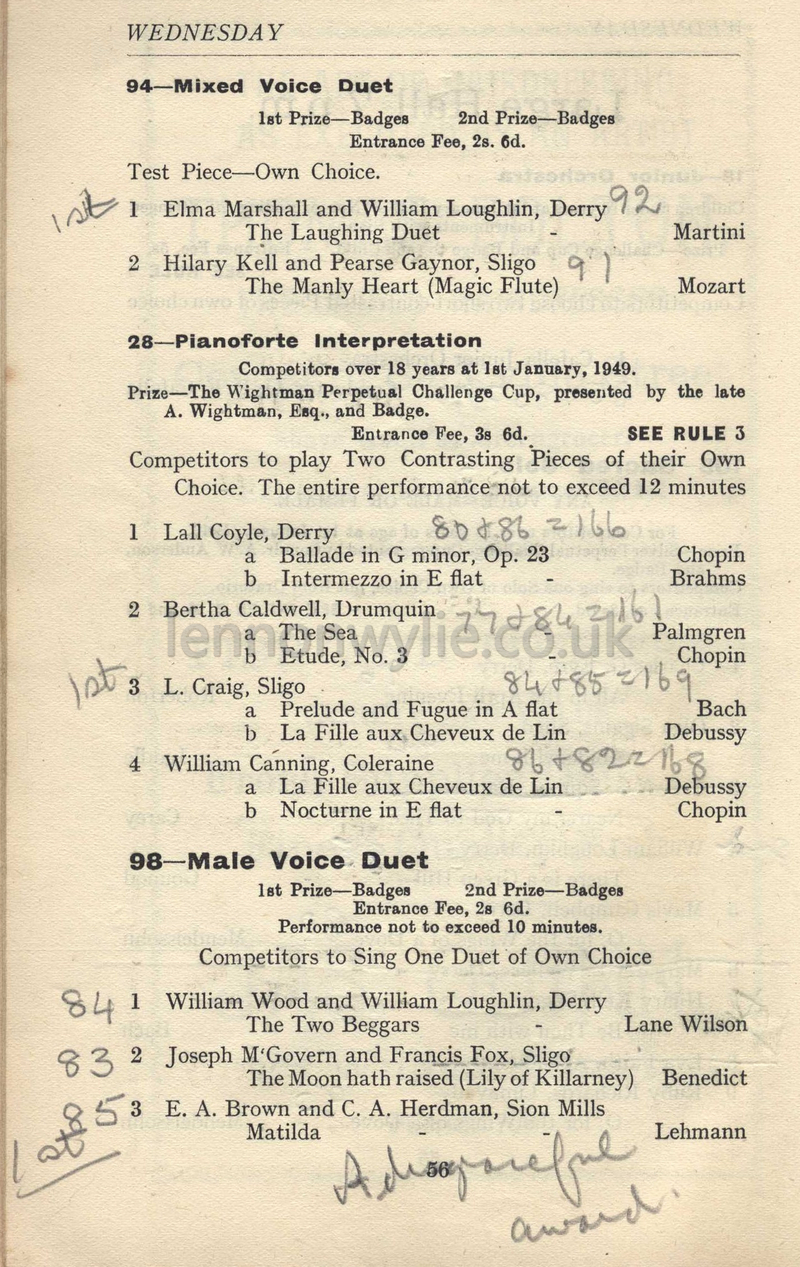 WEDNESDAY
94—Mixed Voice Duet
1st Prize—Badges 2nd Prize—Badges
Entrance Fee, 2s. 6d.
Test Piece—Own Choice.
1st 1 Elma Marshall and William Loughlin, Derry 92
The Laughing Duet - Martini
2 Hilary Kell and Pearse Gaynor, Sligo 91
The Manly Heart (Magic Flute) Mozart
28—Pianoforte Interpretation
Competitors over 18 years at 1st January, 1949.
Prize—The Wightman Perpetual Challenge Cup, presented by the late
A. Wightman, Esq., and Badge.
Entrance Fee, 3s 6d. SEE RULE 3
Competitors to play Two Contrasting Pieces of their Own
Choice. The entire performance not to exceed 12 minutes
1 Lall Coyle, Derry 80 & 86 = 166
a Ballade in G minor, Op. 23 Chopin
b Intermezzo in E flat - Brahms
2 Bertha Caldwell, Drumquin 77 & 84 = 161
lennonwylie.co.uk
a The Sea - Palmgren
b Etude, No. 3 - Chopin
1st 3 L. Craig, Sligo 84 + 85 = 169
a Prelude and Fugue in A flat Bach
b La Fille aux Cheveux de Lin Debussy
4 William Canning, Coleraine 86 + 82 = 168
a La Fille aux Cheveux de Lin Debussy
b Nocturne in E flat - Chopin
98—Male Voice Duet
1st Prize—Badges 2nd Prize—Badges
Entrance Fee, 2s 6d.
Performance not to exceed 10 minutes.
Competitors to Sing One Duet of Own Choice
84 1 William Wood and William Loughlin, Derry
The Two Beggars - Lane Wilson
83 2 Joseph M'Govern and Francis Fox, Sligo
The Moon hath raised (Lily of Killarney) Benedict
85 3 E. A. Brown and C. A. Herdman, Sion Mills
1st Matilda - - Lehmann
56
A disgraceful
award.